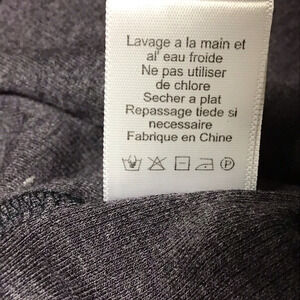 Lavage a la main et
al' eau froide
Ne pas utiliser
de chlore
Secher a plat
Repassage tiede si
necessaire
Fabrique en Chine
P